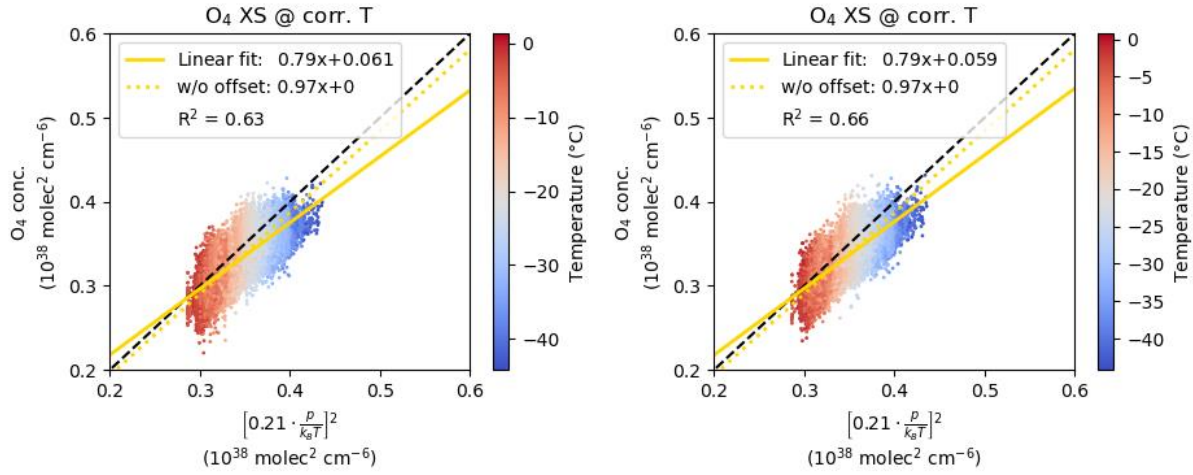 O₄ XS @ corr. T
Linear fit: 0.79x+0.061
w/o offset: 0.97x+0
R² = 0.63
0.6
0.5
0.4
0.3
0.2
0.2 0.3 0.4 0.5 0.6
O₄ conc.
(10³⁸ molec² cm⁻⁶)
[0.21 · p/(k_B T)]²
(10³⁸ molec² cm⁻⁶)
0
−10
−20
−30
−40
Temperature (°C)
O₄ XS @ corr. T
Linear fit: 0.79x+0.059
w/o offset: 0.97x+0
R² = 0.66
0.6
0.5
0.4
0.3
0.2
0.2 0.3 0.4 0.5 0.6
O₄ conc.
(10³⁸ molec² cm⁻⁶)
[0.21 · p/(k_B T)]²
(10³⁸ molec² cm⁻⁶)
0
−5
−10
−15
−20
−25
−30
−35
−40
Temperature (°C)